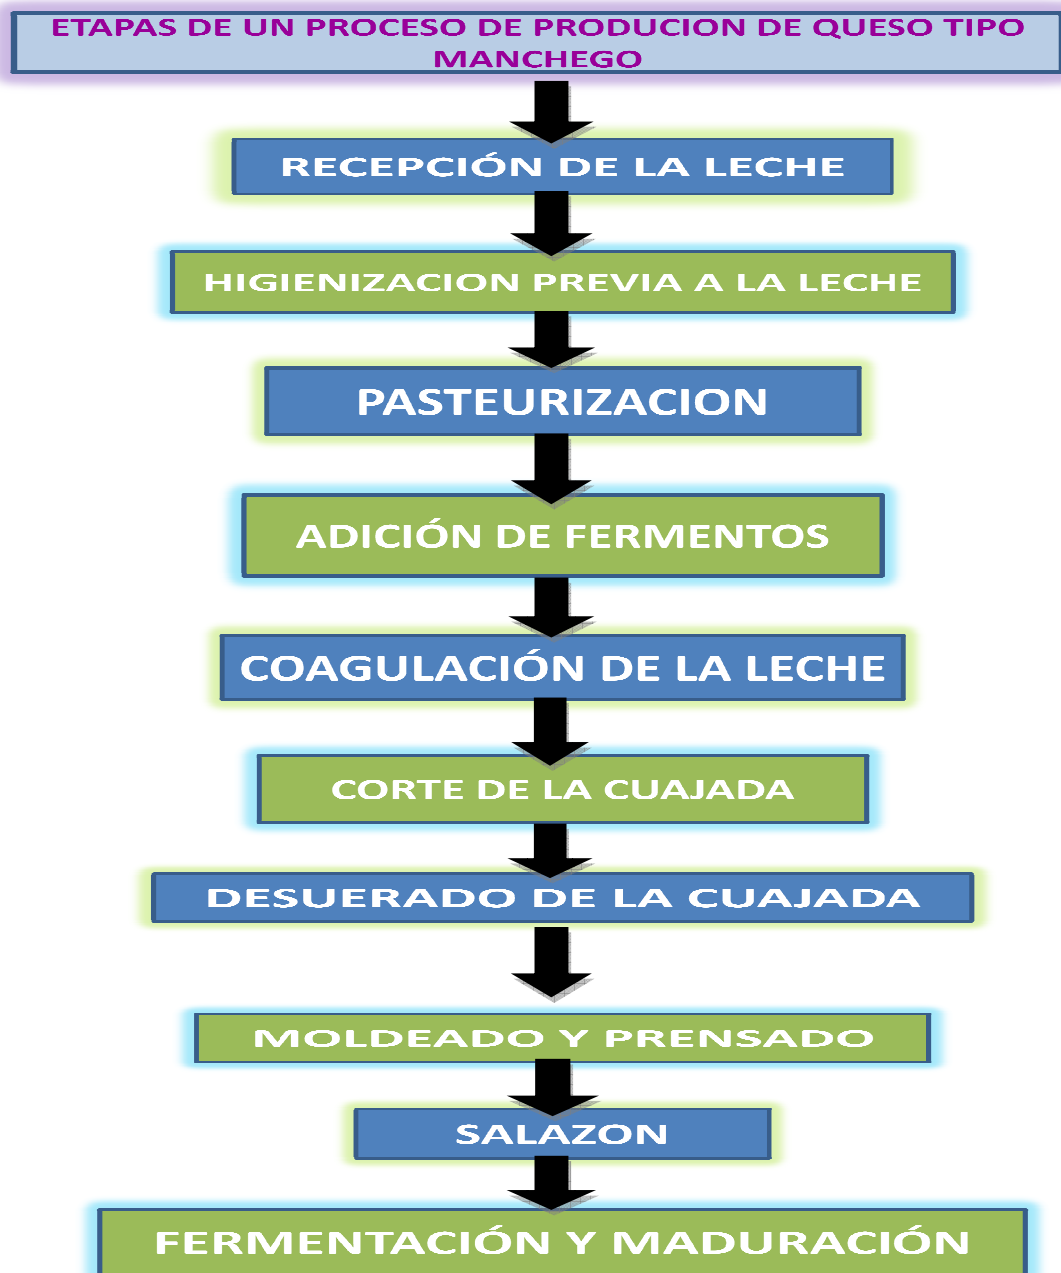 ETAPAS DE UN PROCESO DE PRODUCION DE QUESO TIPO
MANCHEGO
RECEPCIÓN DE LA LECHE
HIGIENIZACION PREVIA A LA LECHE
PASTEURIZACION
ADICIÓN DE FERMENTOS
COAGULACIÓN DE LA LECHE
CORTE DE LA CUAJADA
DESUERADO DE LA CUAJADA
MOLDEADO Y PRENSADO
SALAZON
FERMENTACIÓN Y MADURACIÓN